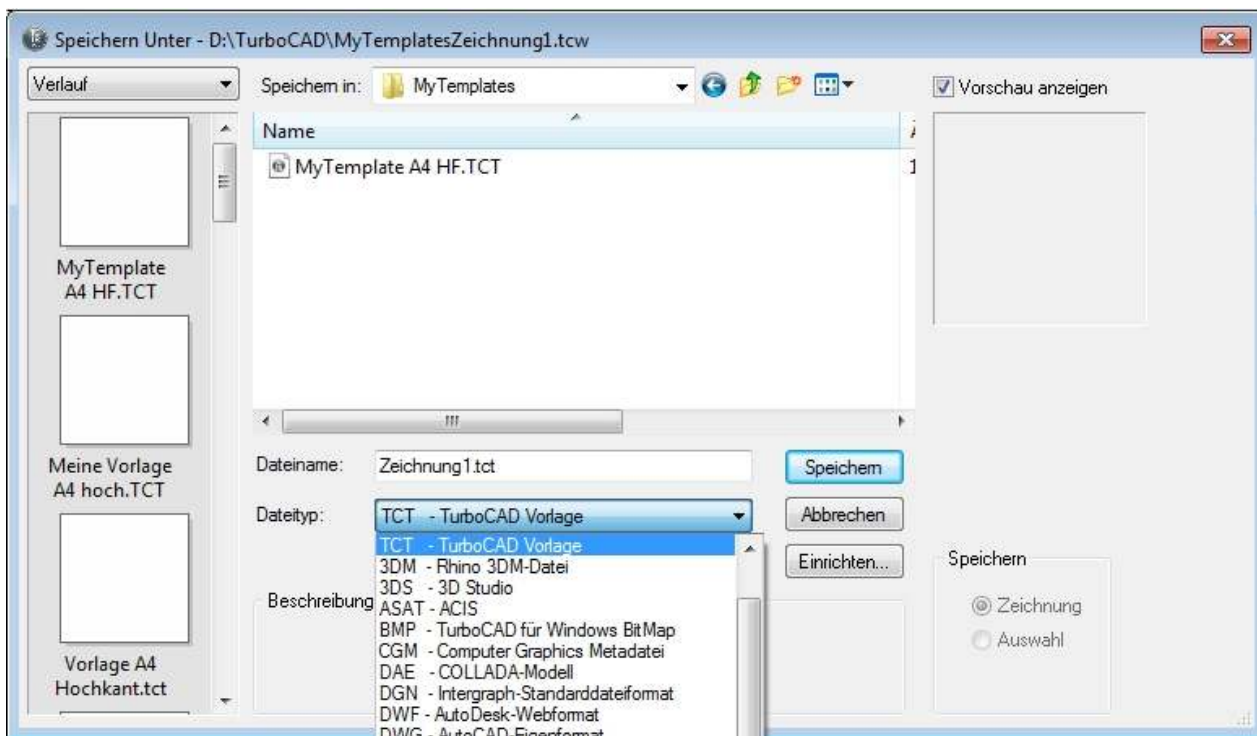 Speichern Unter - D:\TurboCAD\MyTemplatesZeichnung1.tcw
Verlauf
Speichern in: MyTemplates
Vorschau anzeigen
Name
MyTemplate A4 HF.TCT
MyTemplate
A4 HF.TCT
Meine Vorlage
A4 hoch.TCT
Vorlage A4
Hochkant.tct
Dateiname: Zeichnung1.tct
Speichern
Dateityp: TCT - TurboCAD Vorlage
Abbrechen
TCT - TurboCAD Vorlage
3DM - Rhino 3DM-Datei
3DS - 3D Studio
ASAT - ACIS
BMP - TurboCAD für Windows BitMap
CGM - Computer Graphics Metadatei
DAE - COLLADA-Modell
DGN - Intergraph-Standarddateiformat
DWF - AutoDesk-Webformat
DWG - AutoCAD-Eigenformat
Einrichten...
Beschreibung
Speichern
Zeichnung
Auswahl